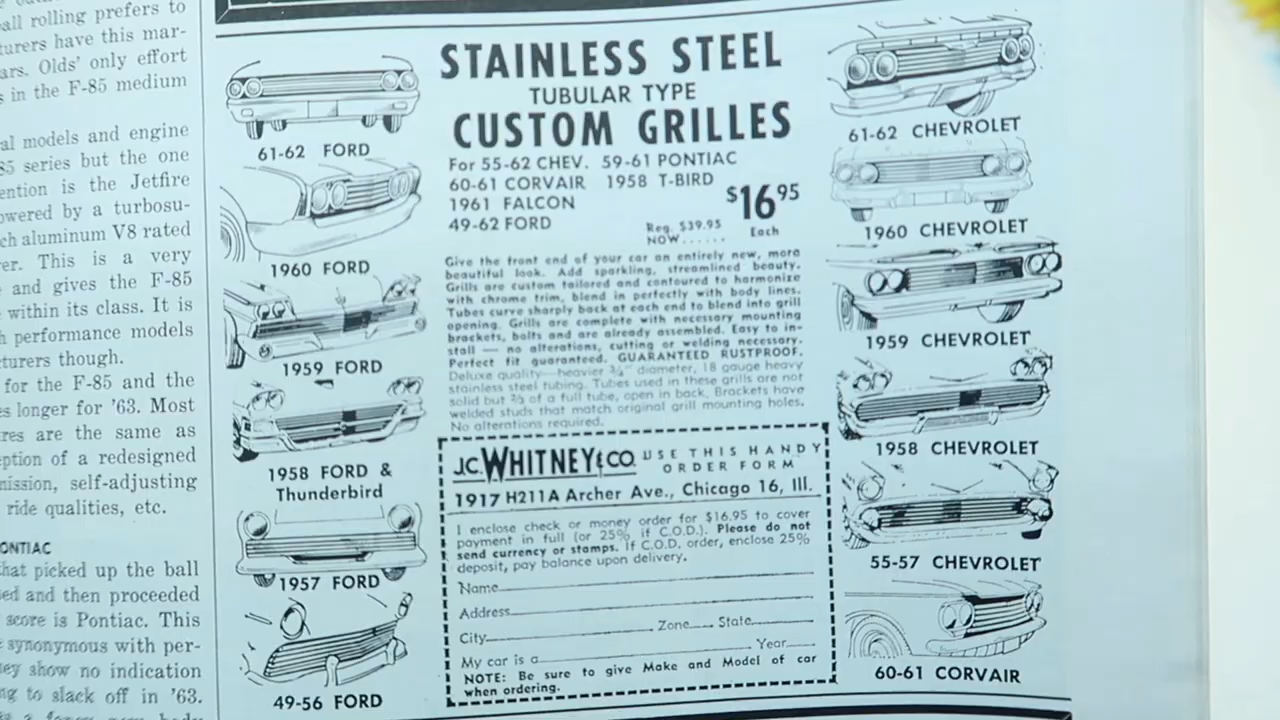 all rolling prefers to
turers have this mar-
ars. Olds' only effort
s in the F-85 medium
al models and engine
85 series but the one
ention is the Jetfire
owered by a turbosu-
ch aluminum V8 rated
er. This is a very
and gives the F-85
within its class. It is
h performance models
turers though.
for the F-85 and the
es longer for '63. Most
res are the same as
eption of a redesigned
mission, self-adjusting
ride qualities, etc.
ONTIAC
hat picked up the ball
ed and then proceeded
score is Pontiac. This
synonymous with per-
ey show no indication
ng to slack off in '63.
61-62 FORD
1960 FORD
1959 FORD
1958 FORD &
Thunderbird
1957 FORD
49-56 FORD
STAINLESS STEEL
TUBULAR TYPE
CUSTOM GRILLES
For 55-62 CHEV. 59-61 PONTIAC
60-61 CORVAIR 1958 T-BIRD
1961 FALCON
49-62 FORD
Reg. $39.95
NOW......
$16.95
Each
Give the front end of your car an entirely new, more
beautiful look. Add sparkling, streamlined beauty.
Grills are custom tailored and contoured to harmonize
with chrome trim, blend in perfectly with body lines.
Tubes curve sharply back at each end to blend into grill
opening. Grills are complete with necessary mounting
brackets, bolts and are already assembled. Easy to in-
stall — no alterations, cutting or welding necessary.
Perfect fit guaranteed. GUARANTEED RUSTPROOF.
Deluxe quality—heavier ¾" diameter, 18 gauge heavy
stainless steel tubing. Tubes used in these grills are not
solid but ⅔ of a full tube, open in back. Brackets have
welded studs that match original grill mounting holes.
No alterations required.
J.C. WHITNEY & CO. USE THIS HANDY
ORDER FORM
1917 H211A Archer Ave., Chicago 16, Ill.
I enclose check or money order for $16.95 to cover
payment in full (or 25% if C.O.D.). Please do not
send currency or stamps. If C.O.D. order, enclose 25%
deposit, pay balance upon delivery.
Name
Address
City Zone State
My car is a Year
NOTE: Be sure to give Make and Model of car
when ordering.
61-62 CHEVROLET
1960 CHEVROLET
1959 CHEVROLET
1958 CHEVROLET
55-57 CHEVROLET
60-61 CORVAIR